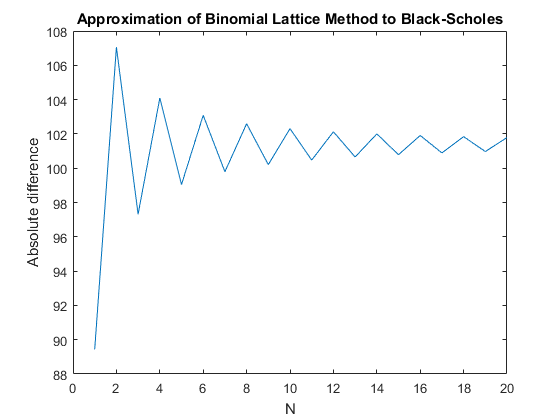 Approximation of Binomial Lattice Method to Black-Scholes
108
106
104
102
100
98
96
94
92
90
88
Absolute difference
0 2 4 6 8 10 12 14 16 18 20
N